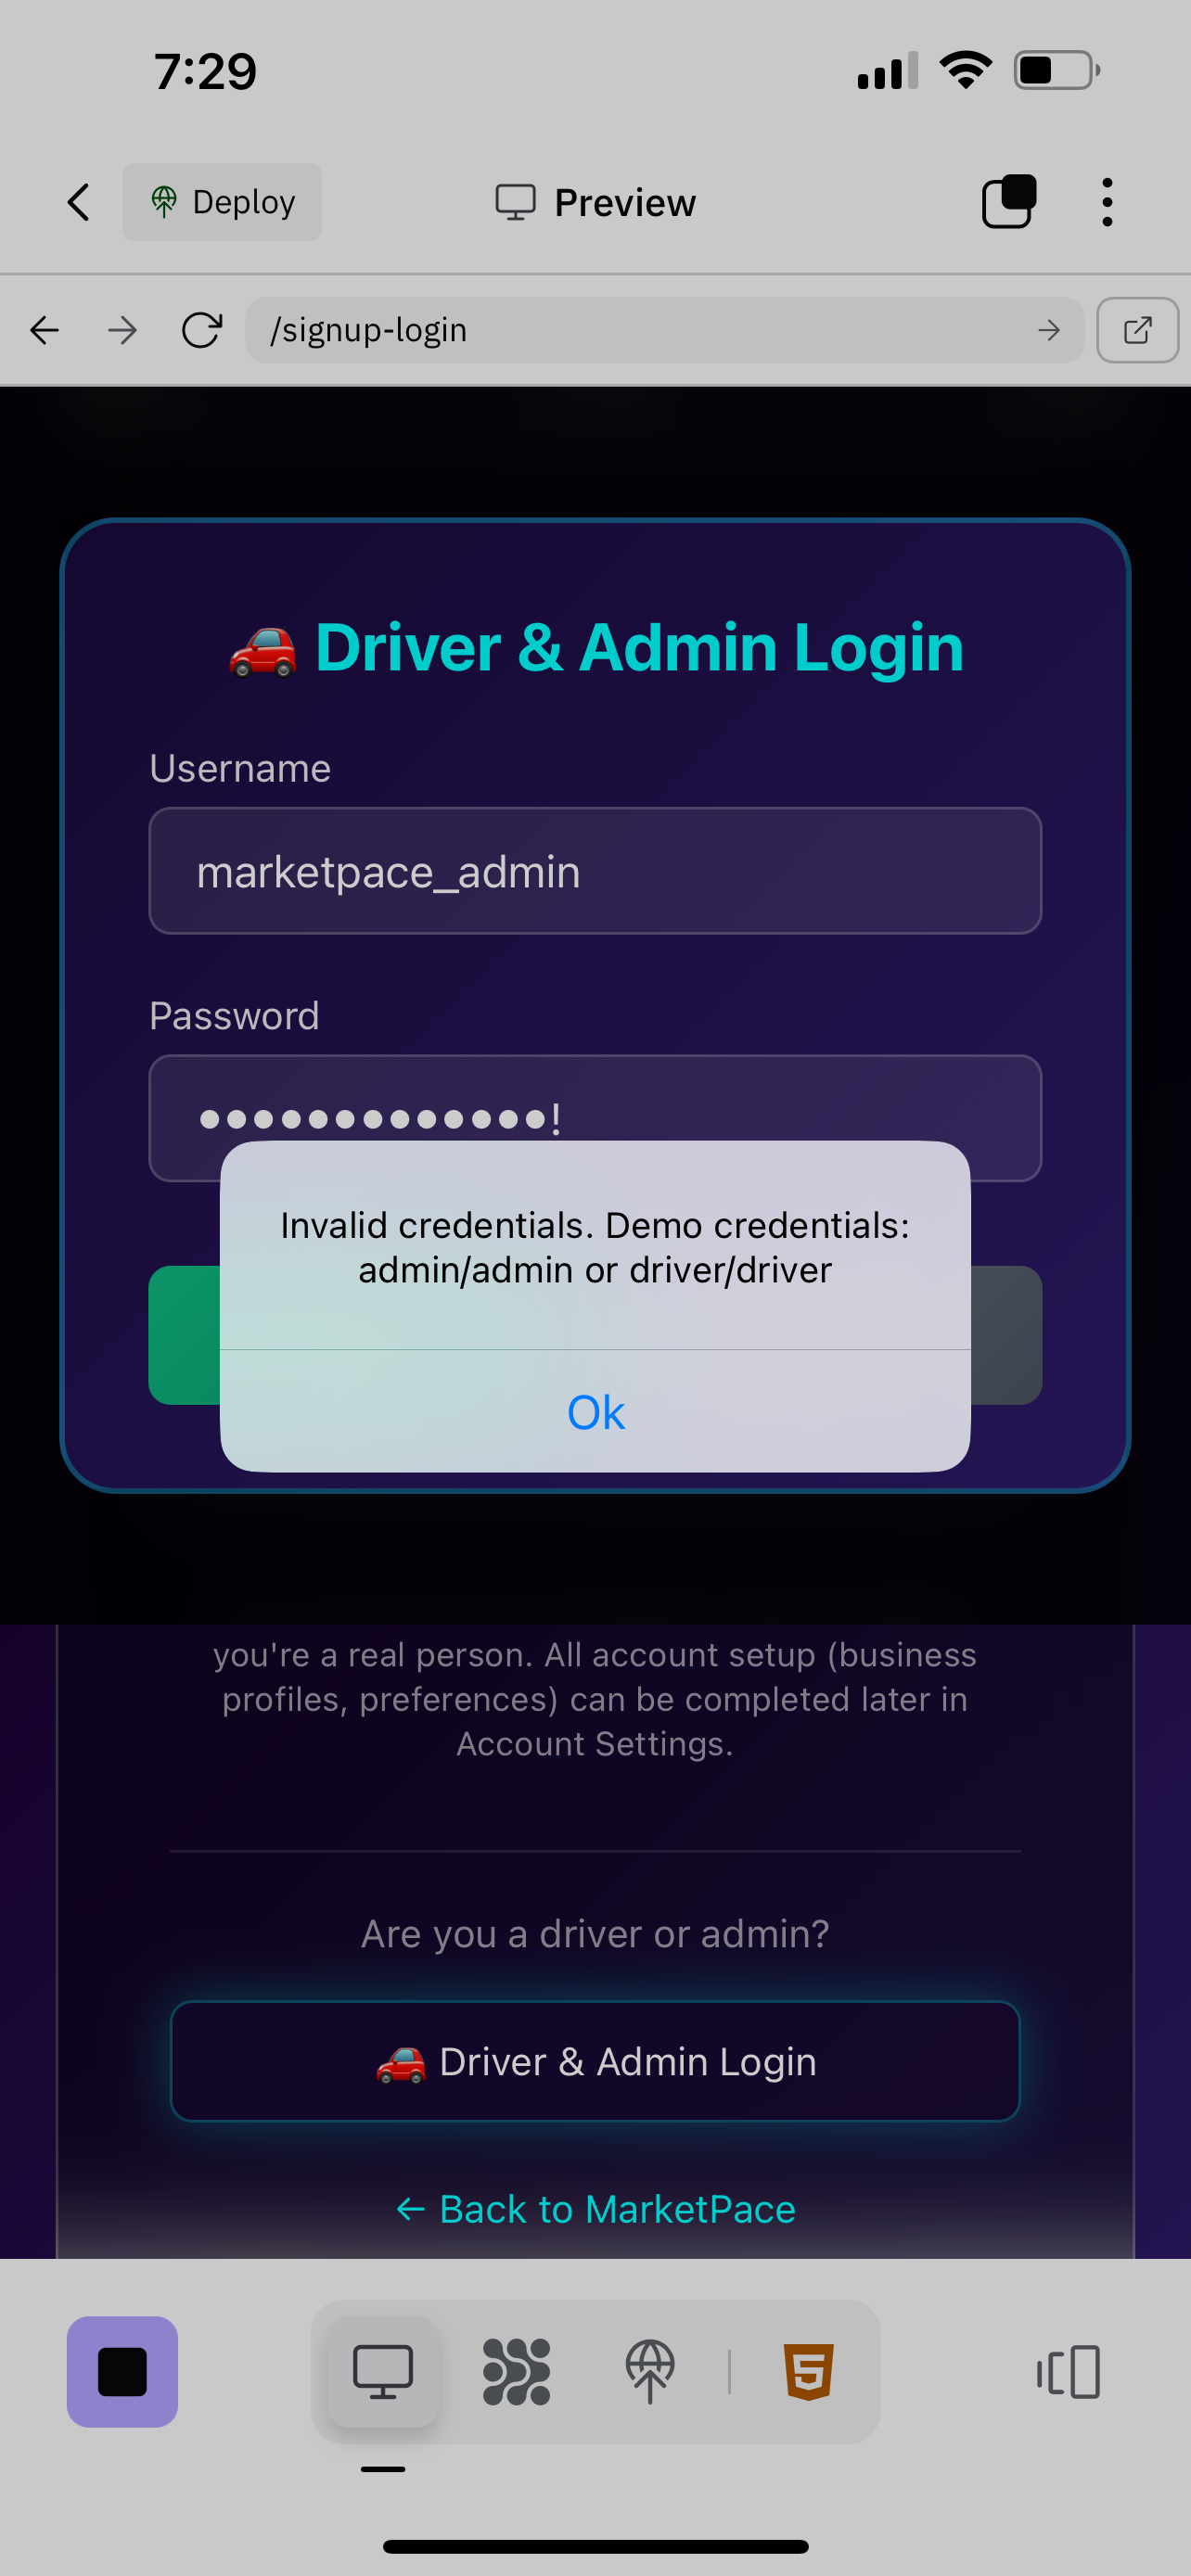 7:29
Deploy
Preview
/signup-login
🚗 Driver & Admin Login
Username
marketpace_admin
Password
•••••••••••••!
Invalid credentials. Demo credentials:
admin/admin or driver/driver
Ok
you're a real person. All account setup (business
profiles, preferences) can be completed later in
Account Settings.
Are you a driver or admin?
🚗 Driver & Admin Login
← Back to MarketPace
5